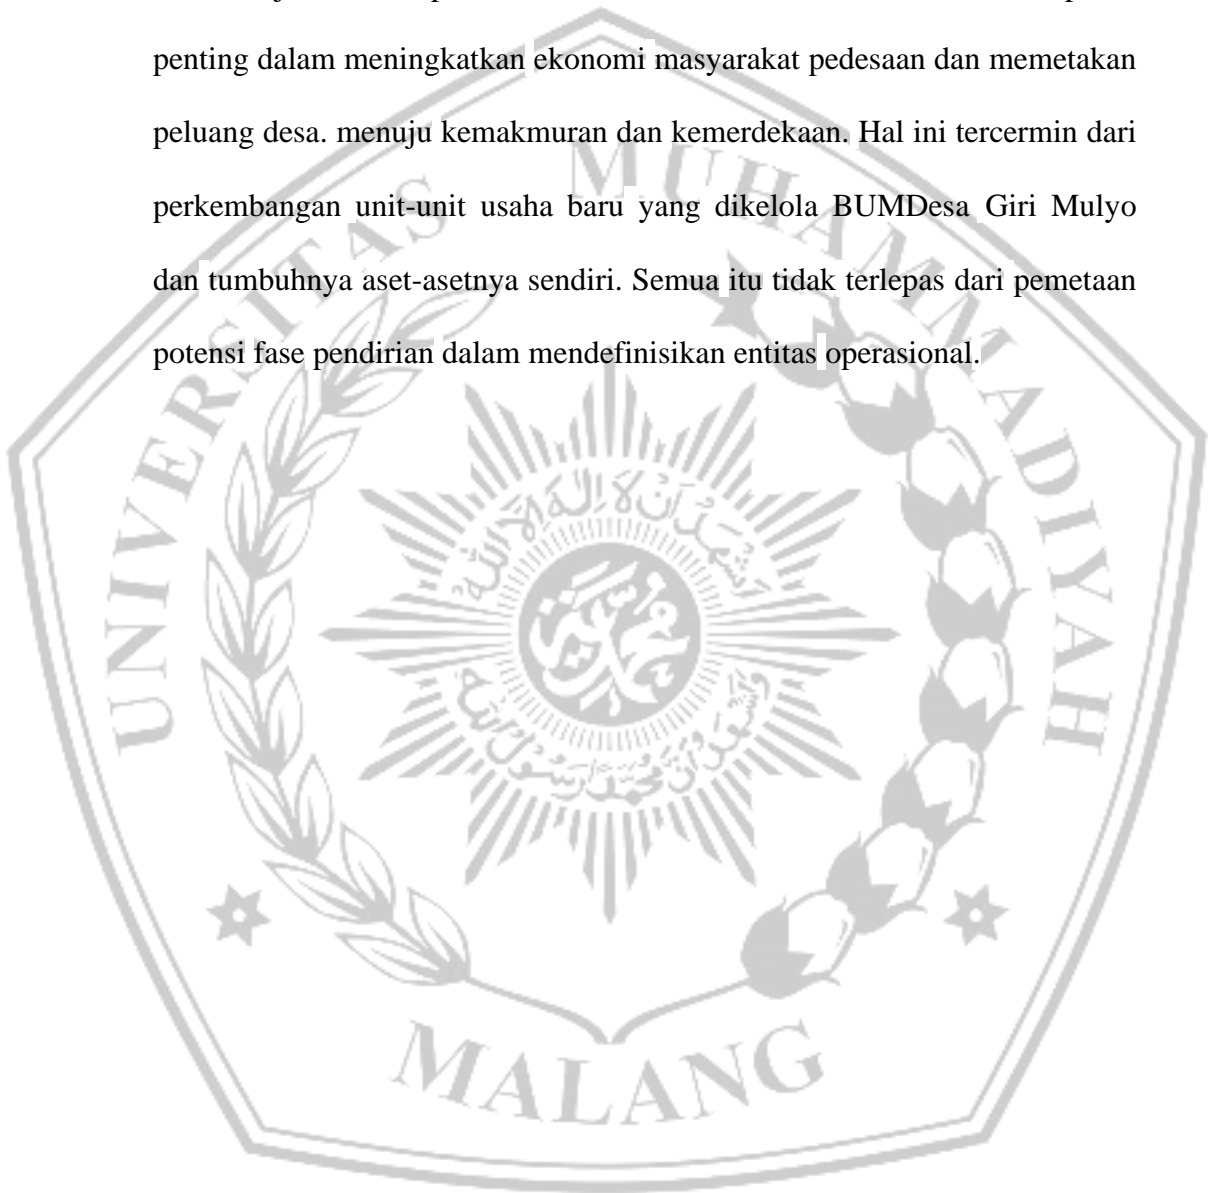 penting dalam meningkatkan ekonomi masyarakat pedesaan dan memetakan
peluang desa. menuju kemakmuran dan kemerdekaan. Hal ini tercermin dari
perkembangan unit-unit usaha baru yang dikelola BUMDesa Giri Mulyo
dan tumbuhnya aset-asetnya sendiri. Semua itu tidak terlepas dari pemetaan
potensi fase pendirian dalam mendefinisikan entitas operasional.
UNIVERSITAS MUHAMMADIYAH
MALANG